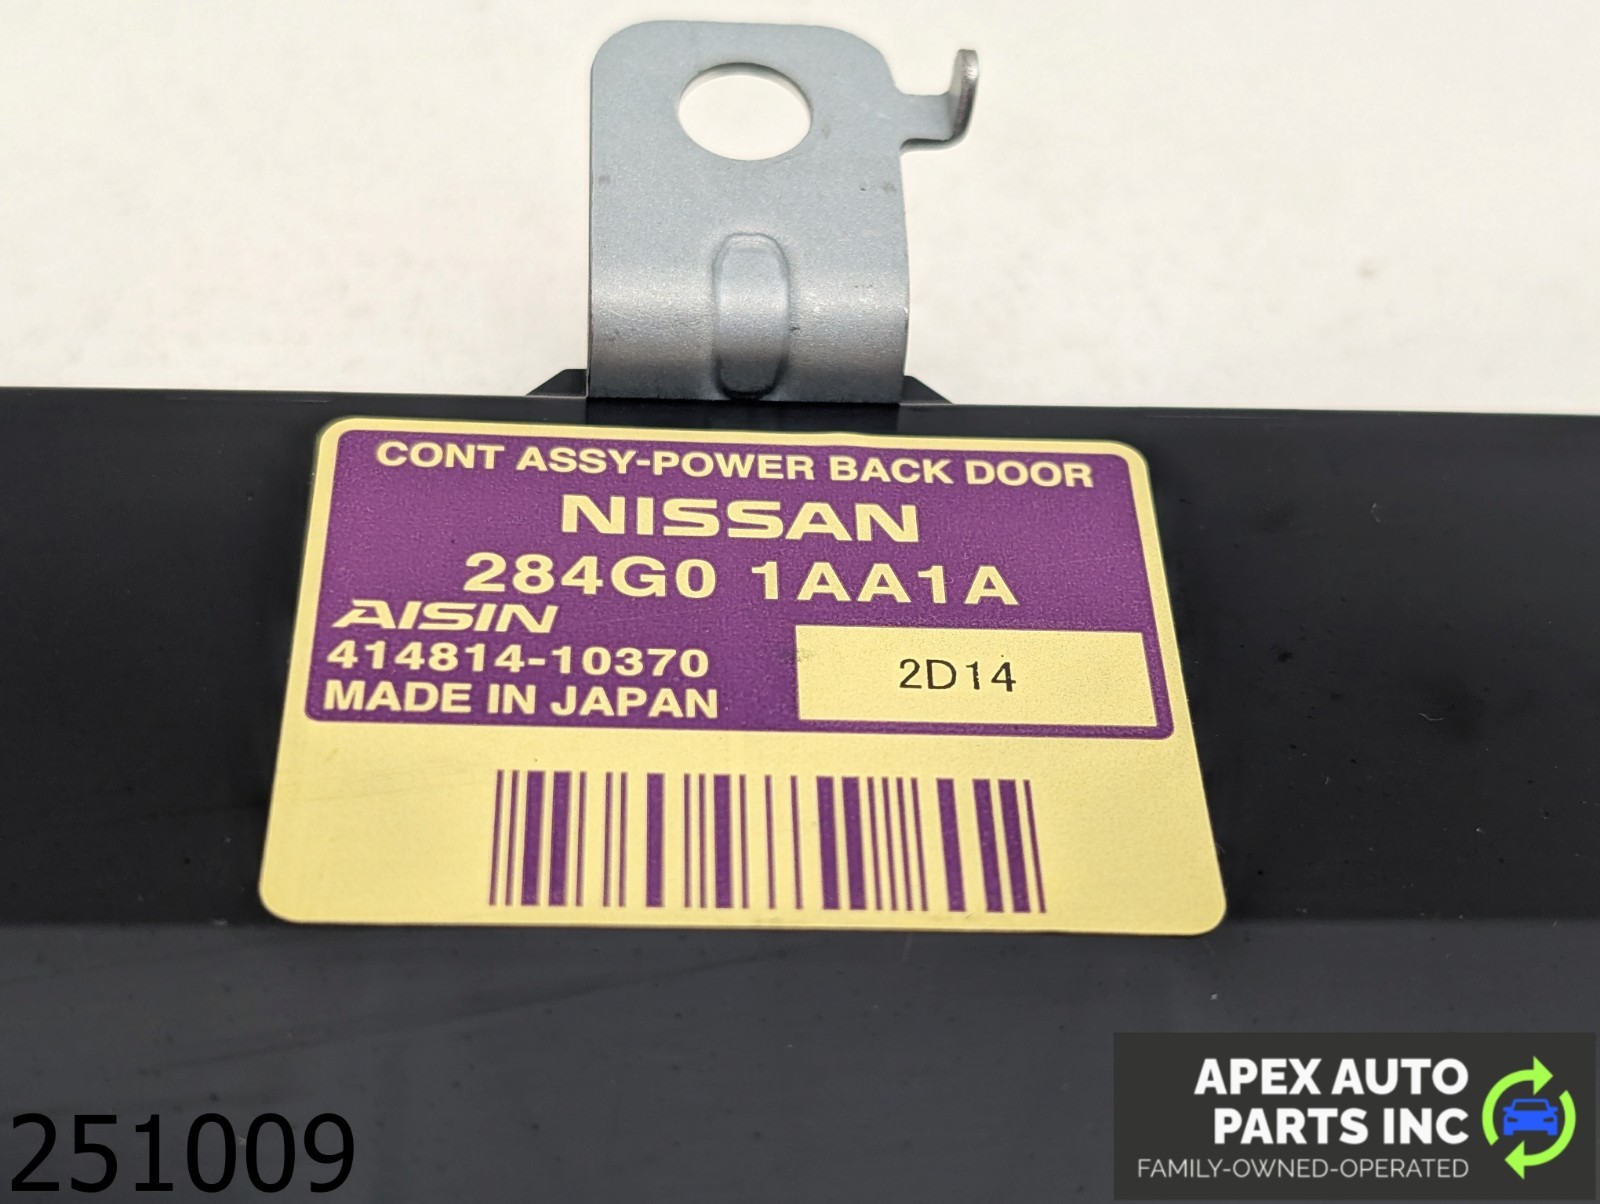 CONT ASSY-POWER BACK DOOR
NISSAN
284G0 1AA1A
AISIN
414814-10370
MADE IN JAPAN
2D14
251009
APEX AUTO
PARTS INC
FAMILY-OWNED-OPERATED